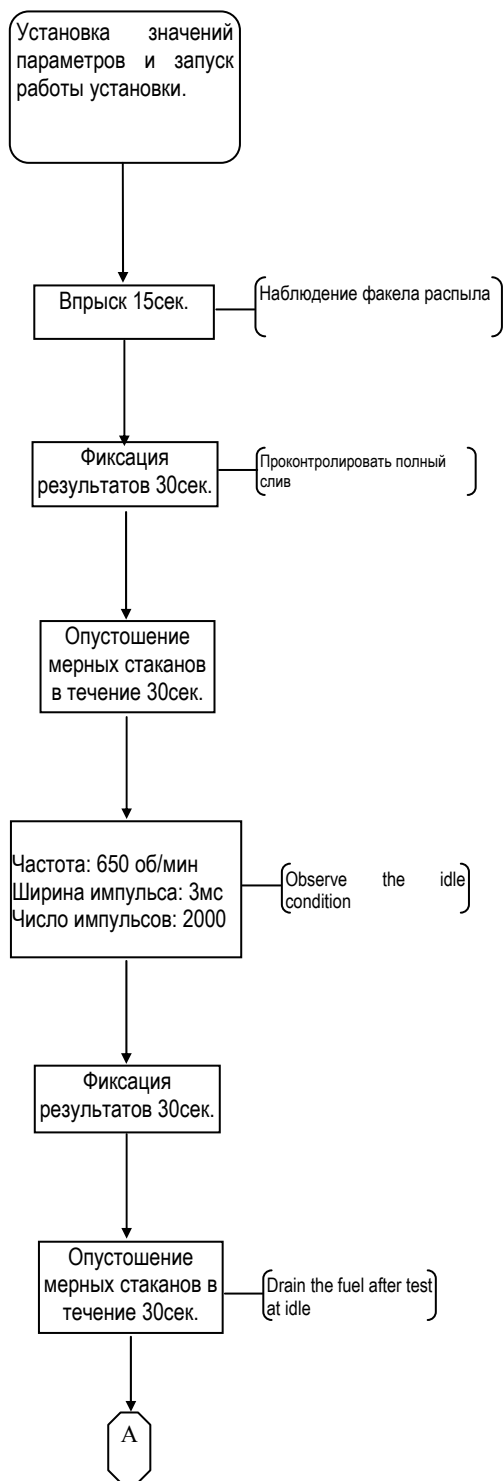 Установка значений
параметров и запуск
работы установки.
Впрыск 15сек.
Наблюдение факела распыла
Фиксация
результатов 30сек.
Проконтролировать полный
слив
Опустошение
мерных стаканов
в течение 30сек.
Частота: 650 об/мин
Ширина импульса: 3мс
Число импульсов: 2000
Observe the idle
condition
Фиксация
результатов 30сек.
Опустошение
мерных стаканов в
течение 30сек.
Drain the fuel after test
at idle
A